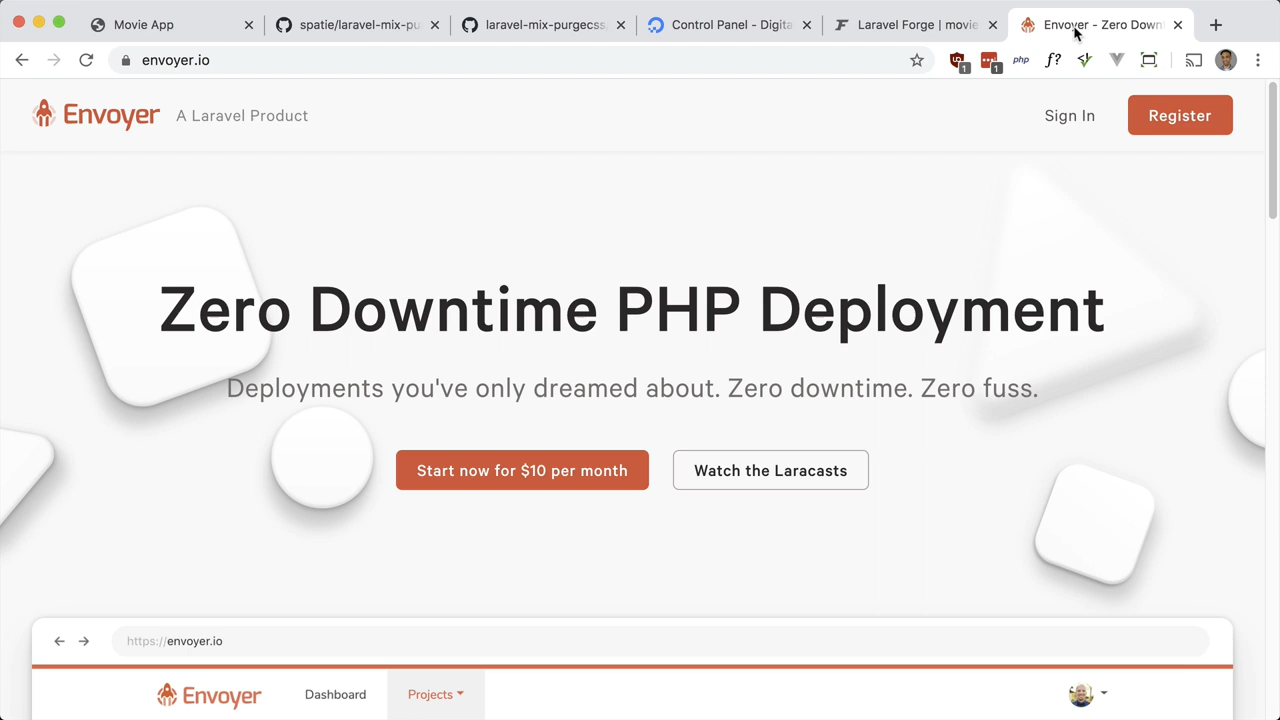 Movie App
spatie/laravel-mix-pu
laravel-mix-purgecss
Control Panel - Digita
Laravel Forge | movie
Envoyer - Zero Down
envoyer.io
1
1
php
f?
Envoyer
A Laravel Product
Sign In
Register
Zero Downtime PHP Deployment
Deployments you've only dreamed about. Zero downtime. Zero fuss.
Start now for $10 per month
Watch the Laracasts
https://envoyer.io
Envoyer
Dashboard
Projects